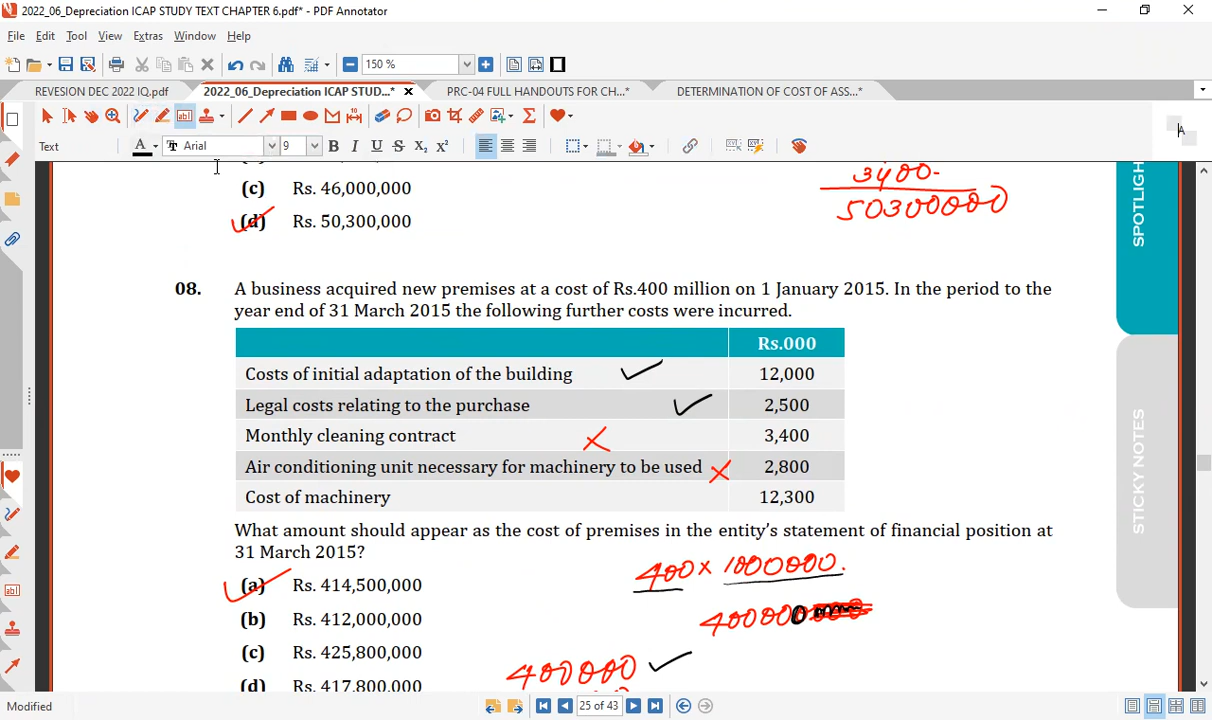 2022_06_Depreciation ICAP STUDY TEXT CHAPTER 6.pdf* - PDF Annotator
File Edit Tool View Extras Window Help
150 %
REVESION DEC 2022 IQ.pdf 2022_06_Depreciation ICAP STUD...* PRC-04 FULL HANDOUTS FOR CH...* DETERMINATION OF COST OF ASS...*
Text A Arial 9 B I U S X₂ X²
3400-
(c) Rs. 46,000,000
50300000
(d) Rs. 50,300,000
SPOTLIGH
08. A business acquired new premises at a cost of Rs.400 million on 1 January 2015. In the period to the
year end of 31 March 2015 the following further costs were incurred.
Rs.000
Costs of initial adaptation of the building 12,000
Legal costs relating to the purchase 2,500
Monthly cleaning contract 3,400
Air conditioning unit necessary for machinery to be used 2,800
Cost of machinery 12,300
STICKY NOTES
What amount should appear as the cost of premises in the entity's statement of financial position at
31 March 2015?
400 x 1000000.
(a) Rs. 414,500,000
(b) Rs. 412,000,000
(c) Rs. 425,800,000
400000
(d) Rs. 417,800,000
Modified 25 of 43